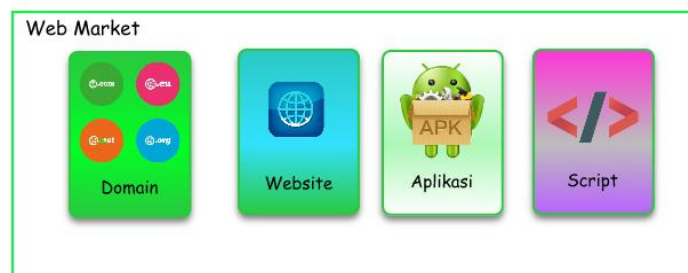 Web Market
.com
.eu
.net
.org
APK
Domain
Website
Aplikasi
Script